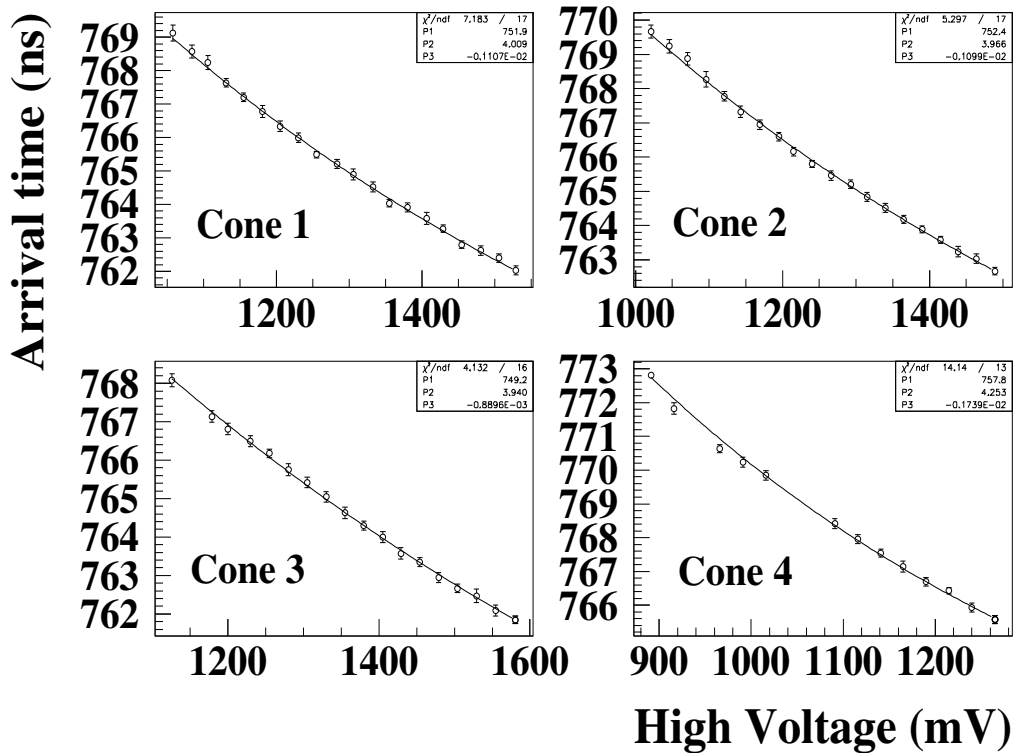 Arrival time (ns)
769
768
767
766
765
764
763
762
1200
1400
χ²/ndf 7.183 / 17
P1 751.9
P2 4.009
P3 -0.1107E-02
Cone 1
770
769
768
767
766
765
764
763
1000
1200
1400
χ²/ndf 5.297 / 17
P1 752.4
P2 3.966
P3 -0.1099E-02
Cone 2
768
767
766
765
764
763
762
1200
1400
1600
χ²/ndf 4.132 / 16
P1 749.2
P2 3.940
P3 -0.8896E-03
Cone 3
773
772
771
770
769
768
767
766
900
1000
1100
1200
χ²/ndf 14.14 / 13
P1 757.8
P2 4.253
P3 -0.1739E-02
Cone 4
High Voltage (mV)